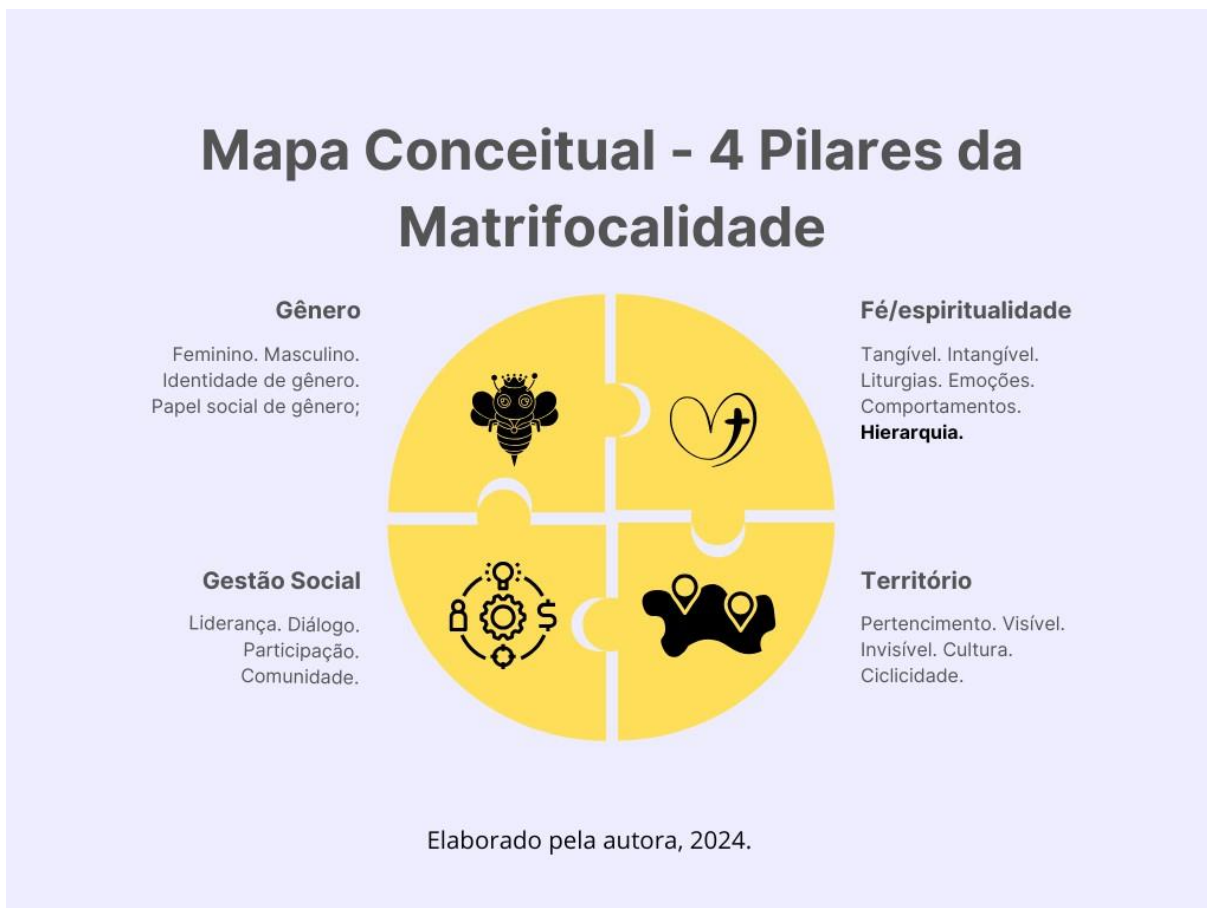 Mapa Conceitual - 4 Pilares da
Matrifocalidade
Gênero
Feminino. Masculino.
Identidade de gênero.
Papel social de gênero;
Fé/espiritualidade
Tangível. Intangível.
Liturgias. Emoções.
Comportamentos.
Hierarquia.
Gestão Social
Liderança. Diálogo.
Participação.
Comunidade.
Território
Pertencimento. Visível.
Invisível. Cultura.
Ciclicidade.
Elaborado pela autora, 2024.